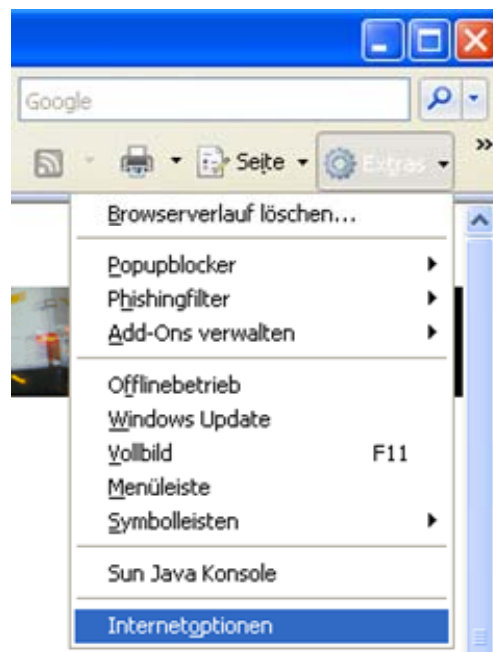 Google
Seite Extras »
Browserverlauf löschen...
Popupblocker
Phishingfilter
Add-Ons verwalten
Offlinebetrieb
Windows Update
Vollbild F11
Menüleiste
Symbolleisten
Sun Java Konsole
Internetoptionen